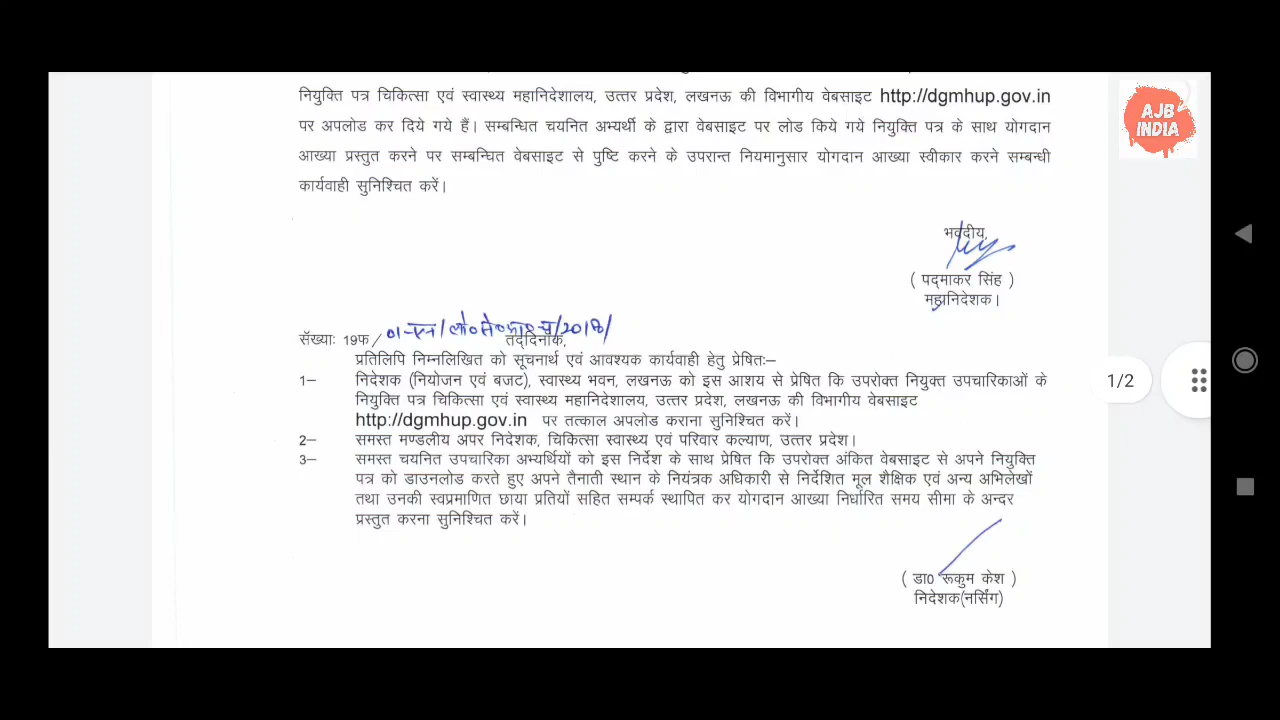 नियुक्ति पत्र चिकित्सा एवं स्वास्थ्य महानिदेशालय, उत्तर प्रदेश, लखनऊ की विभागीय वेबसाइट http://dgmhup.gov.in
पर अपलोड कर दिये गये हैं। सम्बन्धित चयनित अभ्यर्थी के द्वारा वेबसाइट पर लोड किये गये नियुक्ति पत्र के साथ योगदान
आख्या प्रस्तुत करने पर सम्बन्धित वेबसाइट से पुष्टि करने के उपरान्त नियमानुसार योगदान आख्या स्वीकार करने सम्बन्धी
कार्यवाही सुनिश्चित करें।
AJB
INDIA
भवदीय,
( पद्माकर सिंह )
महानिदेशक।
सॅंख्याः 19फ/ तद्दिनांक,
प्रतिलिपि निम्नलिखित को सूचनार्थ एवं आवश्यक कार्यवाही हेतु प्रेषितः–
1– निदेशक (नियोजन एवं बजट), स्वास्थ्य भवन, लखनऊ को इस आशय से प्रेषित कि उपरोक्त नियुक्त उपचारिकाओं के
नियुक्ति पत्र चिकित्सा एवं स्वास्थ्य महानिदेशालय, उत्तर प्रदेश, लखनऊ की विभागीय वेबसाइट
http://dgmhup.gov.in पर तत्काल अपलोड कराना सुनिश्चित करें।
2– समस्त मण्डलीय अपर निदेशक, चिकित्सा स्वास्थ्य एवं परिवार कल्याण, उत्तर प्रदेश।
3– समस्त चयनित उपचारिका अभ्यर्थियों को इस निर्देश के साथ प्रेषित कि उपरोक्त अंकित वेबसाइट से अपने नियुक्ति
पत्र को डाउनलोड करते हुए अपने तैनाती स्थान के नियंत्रक अधिकारी से निर्देशित मूल शैक्षिक एवं अन्य अभिलेखों
तथा उनकी स्वप्रमाणित छाया प्रतियों सहित सम्पर्क स्थापित कर योगदान आख्या निर्धारित समय सीमा के अन्दर
प्रस्तुत करना सुनिश्चित करें।
1/2
( डा0 रूकुम केश )
निदेशक(नर्सिंग)